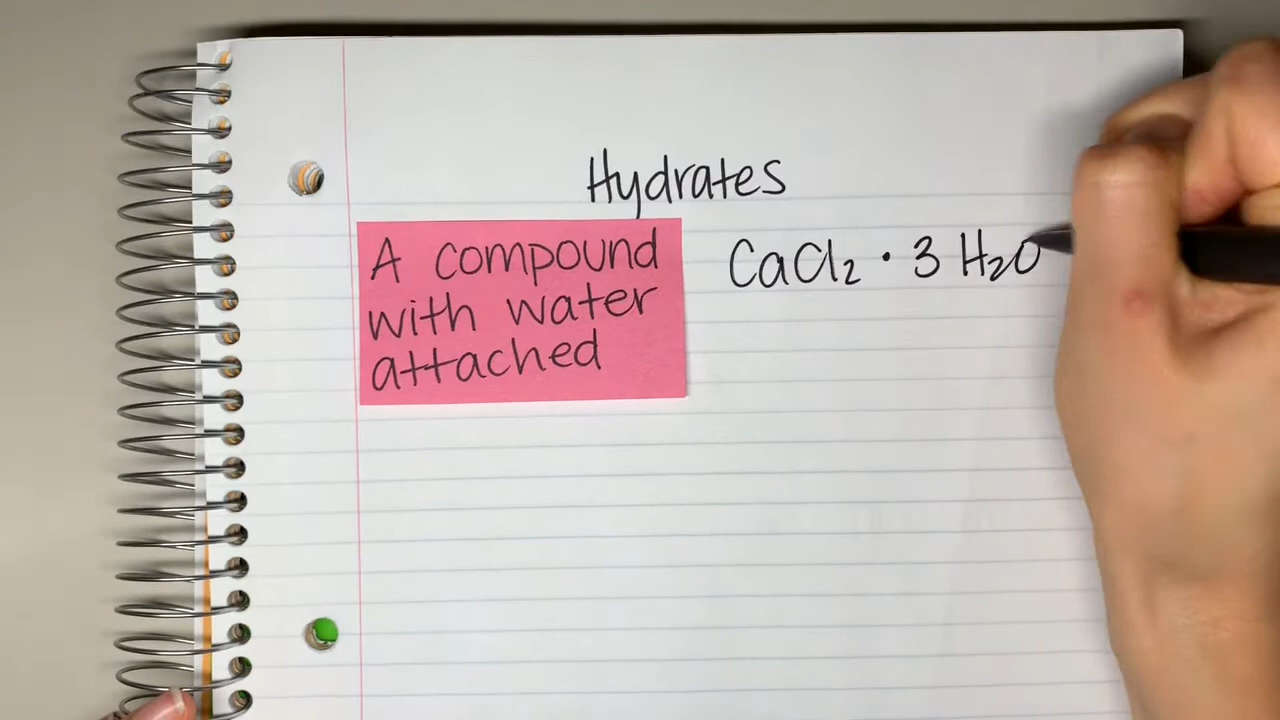 Hydrates
A compound
with water
attached
CaCl₂ · 3 H₂O